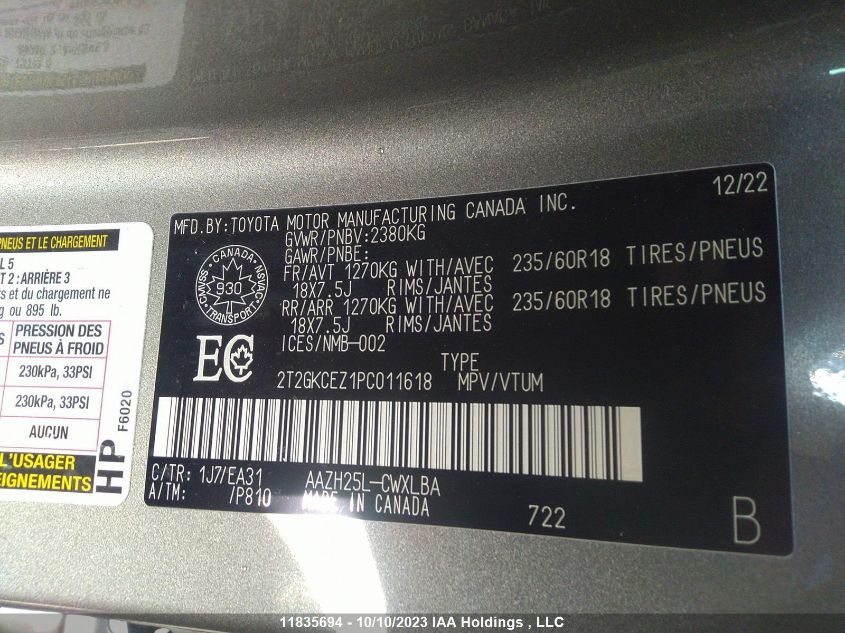 12/22
MFD.BY:TOYOTA MOTOR MANUFACTURING CANADA INC.
GVWR/PNBV:2380KG
GAWR/PNBE:
FR/AVT 1270KG WITH/AVEC 235/60R18 TIRES/PNEUS
18X7.5J RIMS/JANTES
RR/ARR 1270KG WITH/AVEC 235/60R18 TIRES/PNEUS
18X7.5J RIMS/JANTES
ICES/NMB-002
CANADA
930
TRANSPORT
EC
TYPE
2T2GKCEZ1PC011618 MPV/VTUM
C/TR: 1J7/EA31 AAZH25L-CWXLBA
A/TM: /P810 MADE IN CANADA
722
B
PNEUS ET LE CHARGEMENT
L 5
T 2 : ARRIÈRE 3
s et du chargement ne
g ou 895 lb.
PRESSION DES
PNEUS À FROID
230kPa, 33PSI
230kPa, 33PSI
AUCUN
L'USAGER
EIGNEMENTS
HP
F6020
11835694 - 10/10/2023 IAA Holdings , LLC